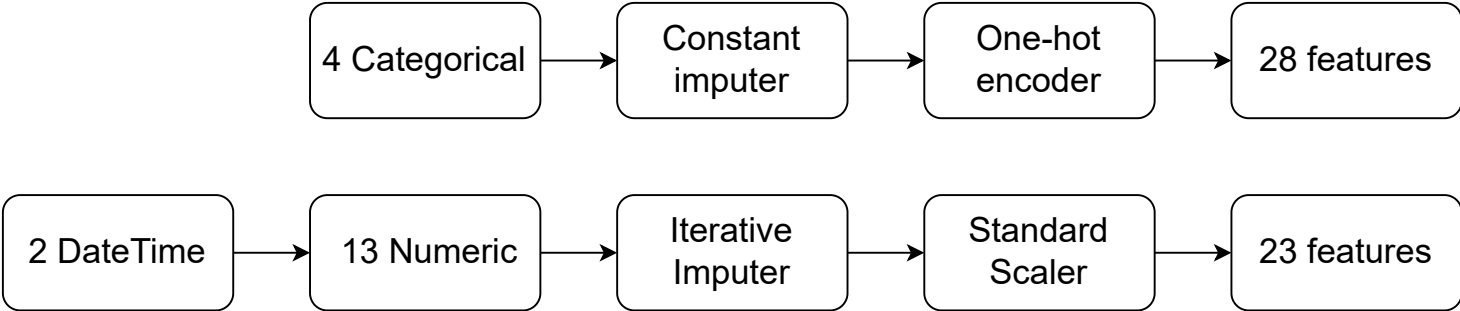 4 Categorical
Constant
imputer
One-hot
encoder
28 features
2 DateTime
13 Numeric
Iterative
Imputer
Standard
Scaler
23 features